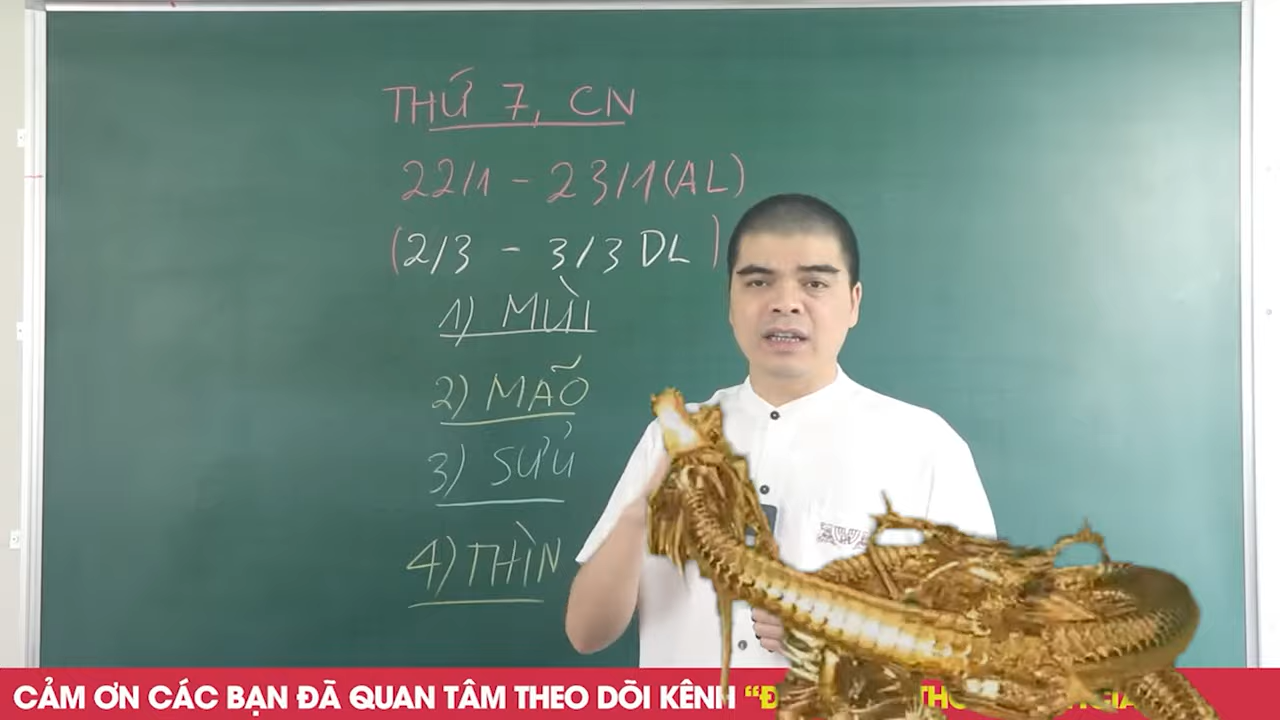 THỨ 7, CN
22/1 - 23/1 (AL)
(2/3 - 3/3 DL)
1) MÙI
2) MÃO
3) SỬU
4) THÌN
CẢM ƠN CÁC BẠN ĐÃ QUAN TÂM THEO DÕI KÊNH